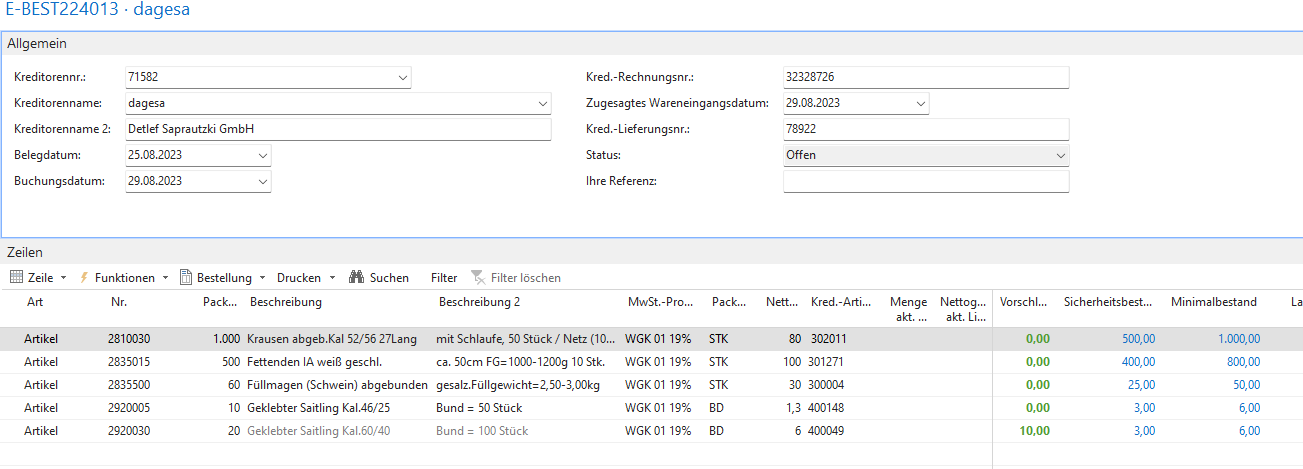 E-BEST224013 · dagesa
Allgemein
Kreditorennr.: 71582 Kred.-Rechnungsnr.: 32328726
Kreditorenname: dagesa Zugesagtes Wareneingangsdatum: 29.08.2023
Kreditorenname 2: Detlef Saprautzki GmbH Kred.-Lieferungsnr.: 78922
Belegdatum: 25.08.2023 Status: Offen
Buchungsdatum: 29.08.2023 Ihre Referenz:
Zeilen
Zeile Funktionen Bestellung Drucken Suchen Filter Filter löschen
Art Nr. Pack... Beschreibung Beschreibung 2 MwSt.-Pro... Pack... Nett... Kred.-Arti... Menge Nettog... Vorschl... Sicherheitsbest... Minimalbestand La
akt. ... akt. Li...
Artikel 2810030 1.000 Krausen abgeb.Kal 52/56 27Lang mit Schlaufe, 50 Stück / Netz (10... WGK 01 19% STK 80 302011 0,00 500,00 1.000,00
Artikel 2835015 500 Fettenden IA weiß geschl. ca. 50cm FG=1000-1200g 10 Stk. WGK 01 19% STK 100 301271 0,00 400,00 800,00
Artikel 2835500 60 Füllmagen (Schwein) abgebunden gesalz.Füllgewicht=2,50-3,00kg WGK 01 19% STK 30 300004 0,00 25,00 50,00
Artikel 2920005 10 Geklebter Saitling Kal.46/25 Bund = 50 Stück WGK 01 19% BD 1,3 400148 0,00 3,00 6,00
Artikel 2920030 20 Geklebter Saitling Kal.60/40 Bund = 100 Stück WGK 01 19% BD 6 400049 10,00 3,00 6,00